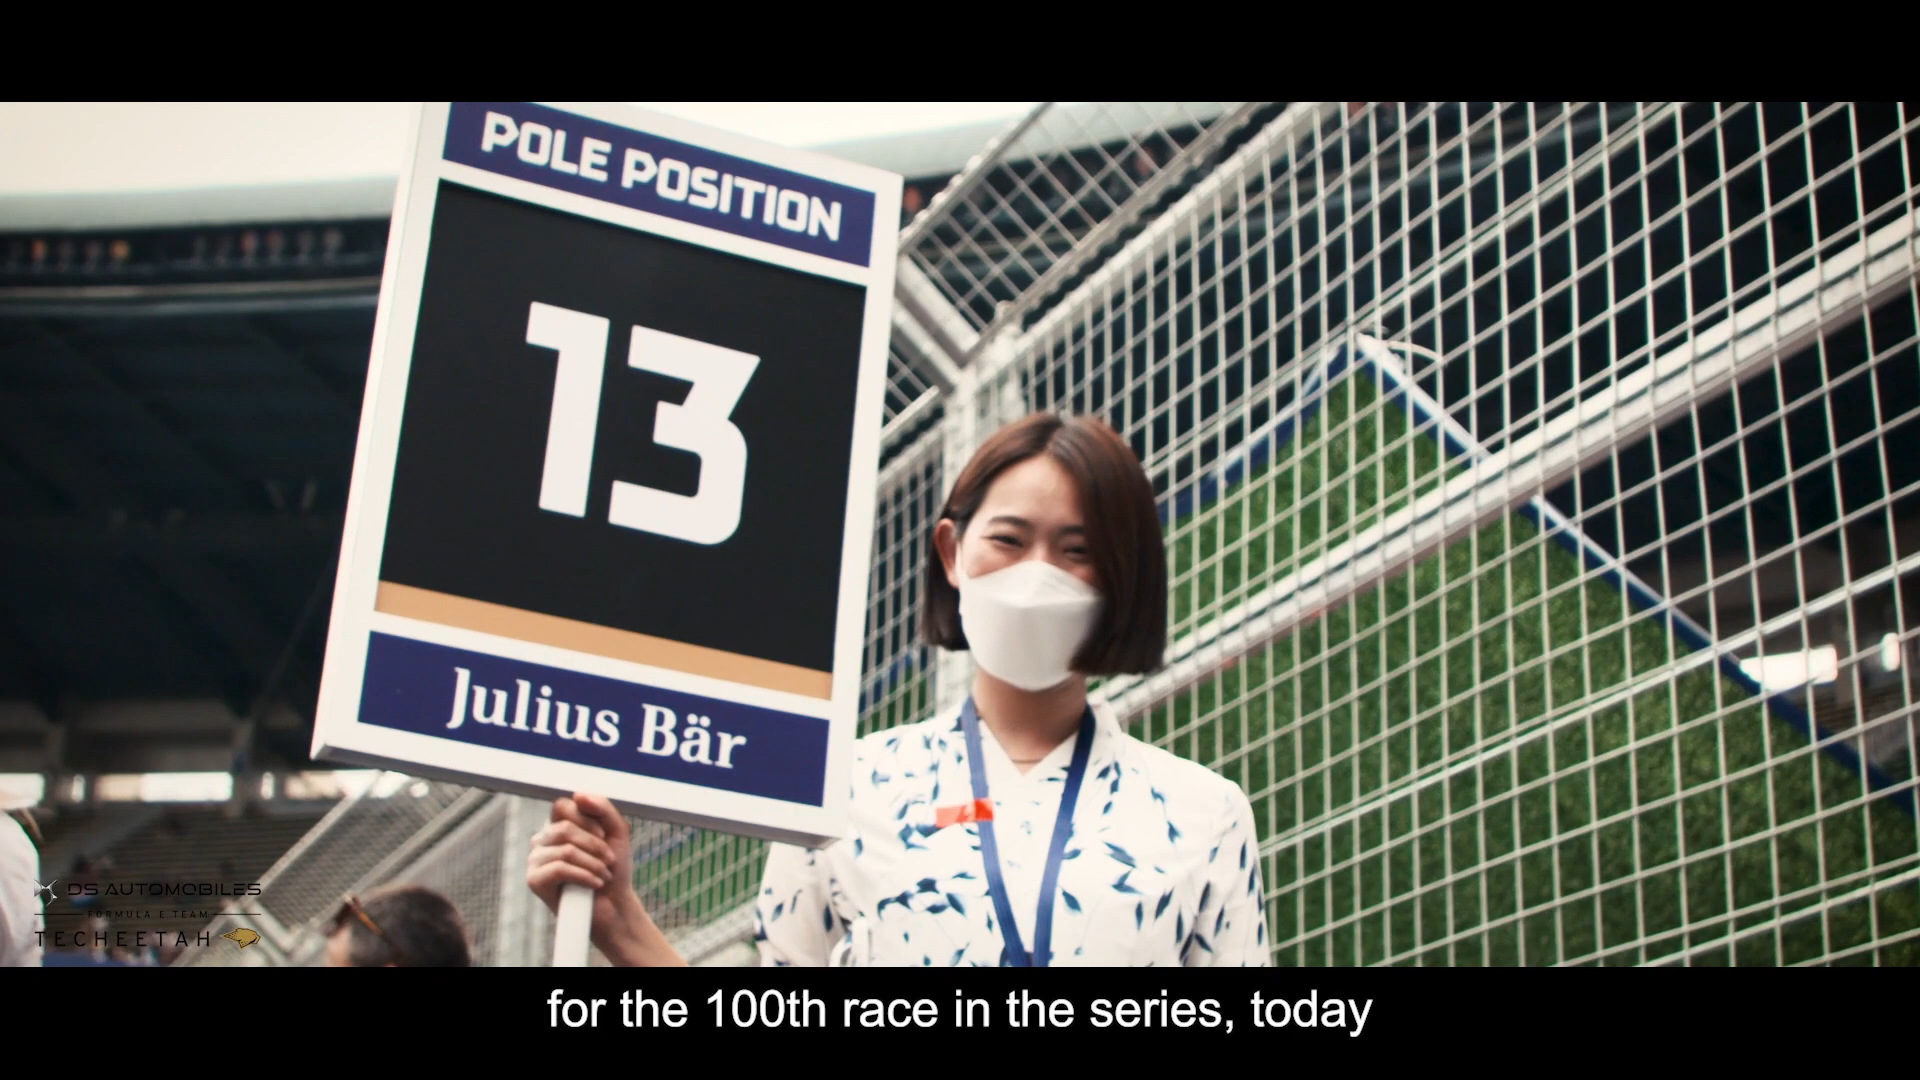 POLE POSITION
13
Julius Bär
DS AUTOMOBILES
FORMULA E TEAM
TECHEETAH
for the 100th race in the series, today